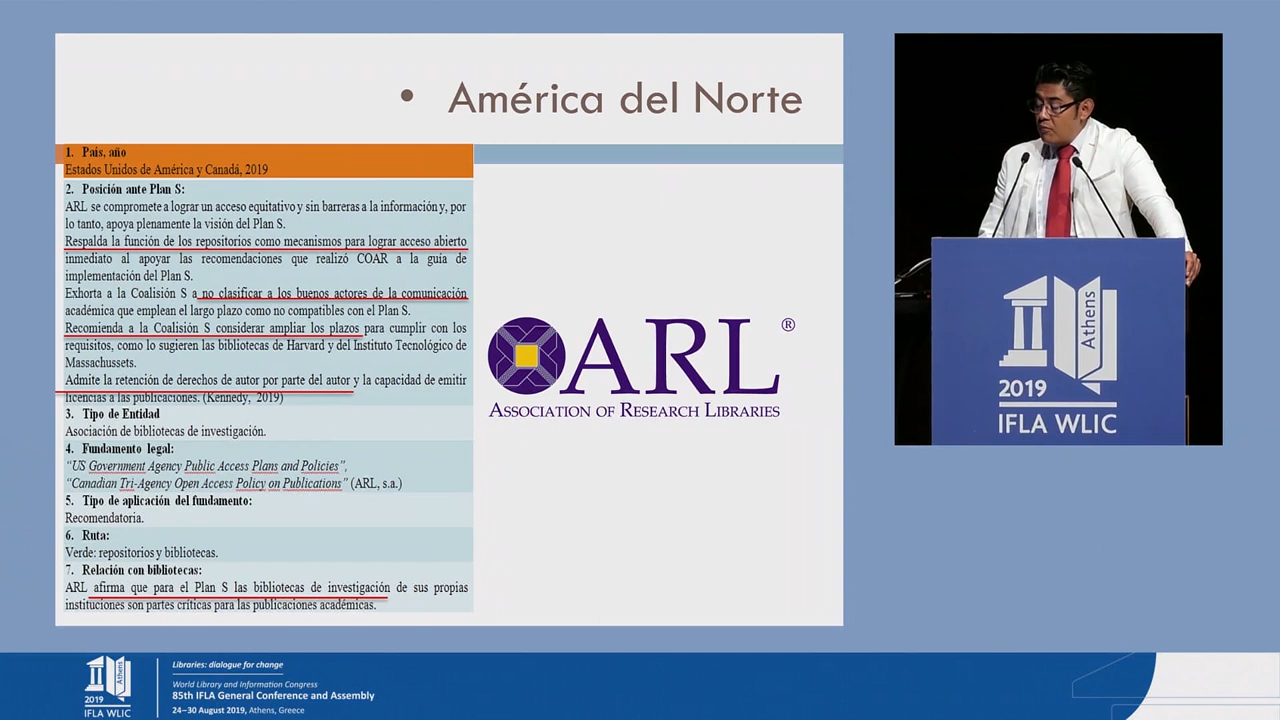 • América del Norte
1. País, año
Estados Unidos de América y Canadá, 2019
2. Posición ante Plan S:
ARL se compromete a lograr un acceso equitativo y sin barreras a la información y, por
lo tanto, apoya plenamente la visión del Plan S.
Respalda la función de los repositorios como mecanismos para lograr acceso abierto
inmediato al apoyar las recomendaciones que realizó COAR a la guía de
implementación del Plan S.
Exhorta a la Coalisión S a no clasificar a los buenos actores de la comunicación
académica que emplean el largo plazo como no compatibles con el Plan S.
Recomienda a la Coalisión S considerar ampliar los plazos para cumplir con los
requisitos, como lo sugieren las bibliotecas de Harvard y del Instituto Tecnológico de
Massachussets.
Admite la retención de derechos de autor por parte del autor y la capacidad de emitir
licencias a las publicaciones. (Kennedy, 2019)
3. Tipo de Entidad
Asociación de bibliotecas de investigación.
4. Fundamento legal:
“US Government Agency Public Access Plans and Policies”,
“Canadian Tri-Agency Open Access Policy on Publications” (ARL, s.a.)
5. Tipo de aplicación del fundamento:
Recomendatoria.
6. Ruta:
Verde: repositorios y bibliotecas.
7. Relación con bibliotecas:
ARL afirma que para el Plan S las bibliotecas de investigación de sus propias
instituciones son partes críticas para las publicaciones académicas.
ARL®
ASSOCIATION OF RESEARCH LIBRARIES
Athens
2019
IFLA WLIC
Athens
2019
IFLA WLIC
Libraries: dialogue for change
World Library and Information Congress
85th IFLA General Conference and Assembly
24–30 August 2019, Athens, Greece